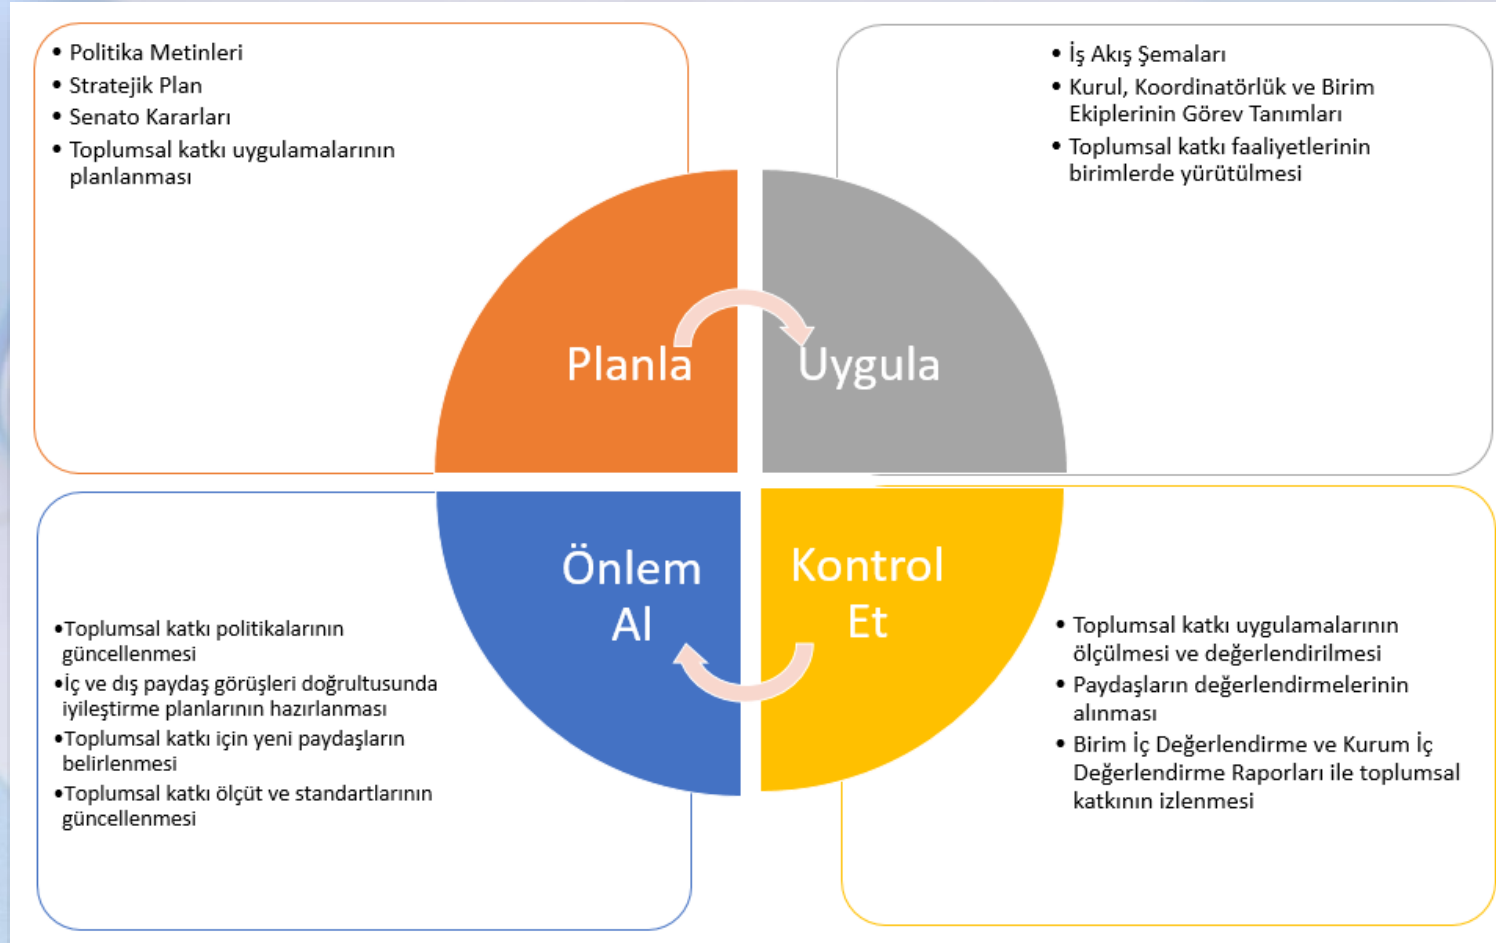 • Politika Metinleri
• Stratejik Plan
• Senato Kararları
• Toplumsal katkı uygulamalarının
planlanması
• İş Akış Şemaları
• Kurul, Koordinatörlük ve Birim
Ekiplerinin Görev Tanımları
• Toplumsal katkı faaliyetlerinin
birimlerde yürütülmesi
Planla
Uygula
Önlem
Al
Kontrol
Et
•Toplumsal katkı politikalarının
güncellenmesi
•İç ve dış paydaş görüşleri doğrultusunda
iyileştirme planlarının hazırlanması
•Toplumsal katkı için yeni paydaşların
belirlenmesi
•Toplumsal katkı ölçüt ve standartlarının
güncellenmesi
• Toplumsal katkı uygulamalarının
ölçülmesi ve değerlendirilmesi
• Paydaşların değerlendirmelerinin
alınması
• Birim İç Değerlendirme ve Kurum İç
Değerlendirme Raporları ile toplumsal
katkının izlenmesi